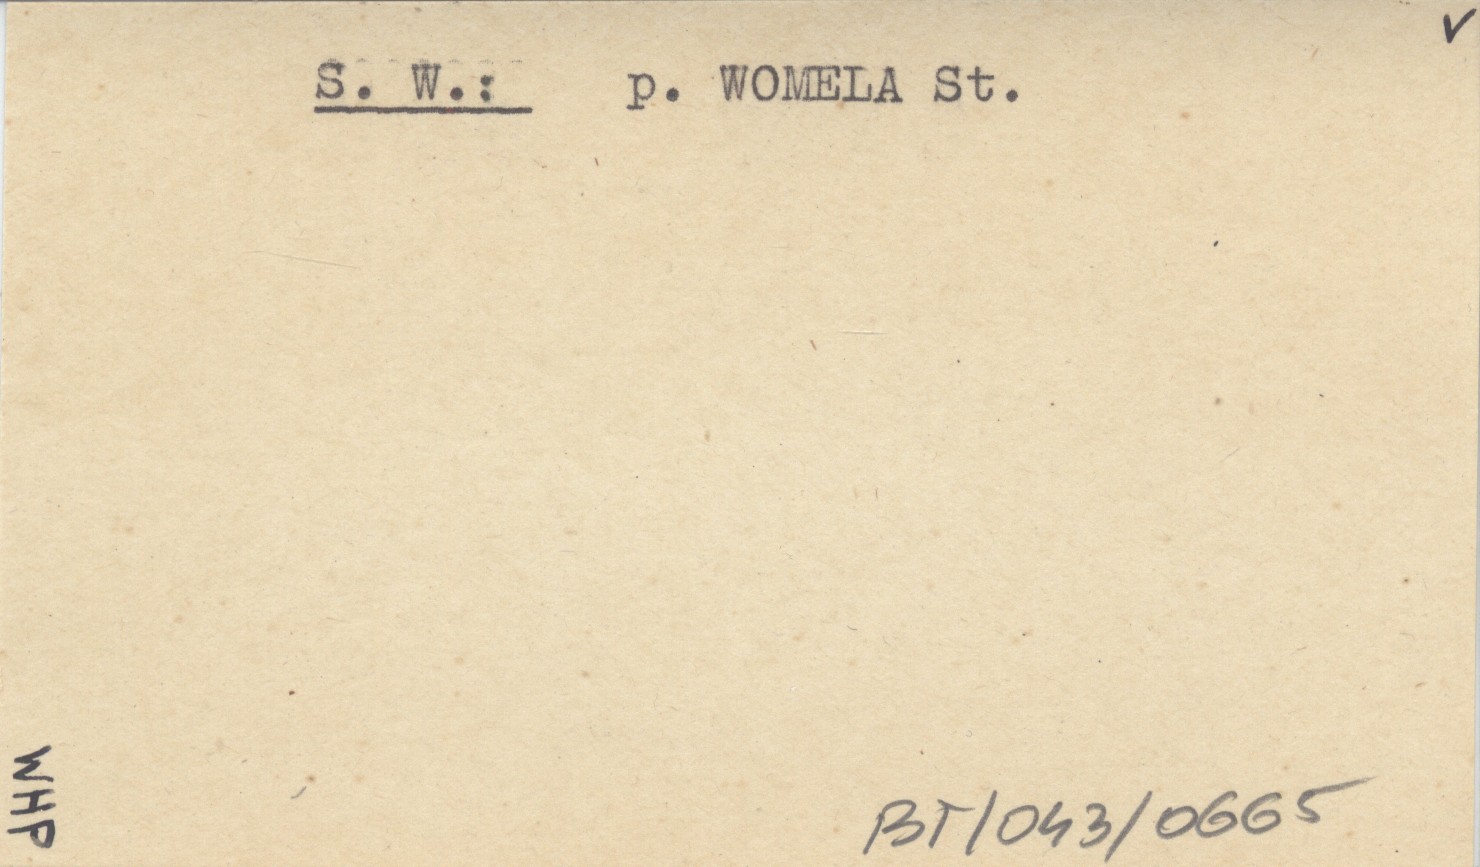 S. W.: p. WOMELA St.
WHP
BT/043/0665